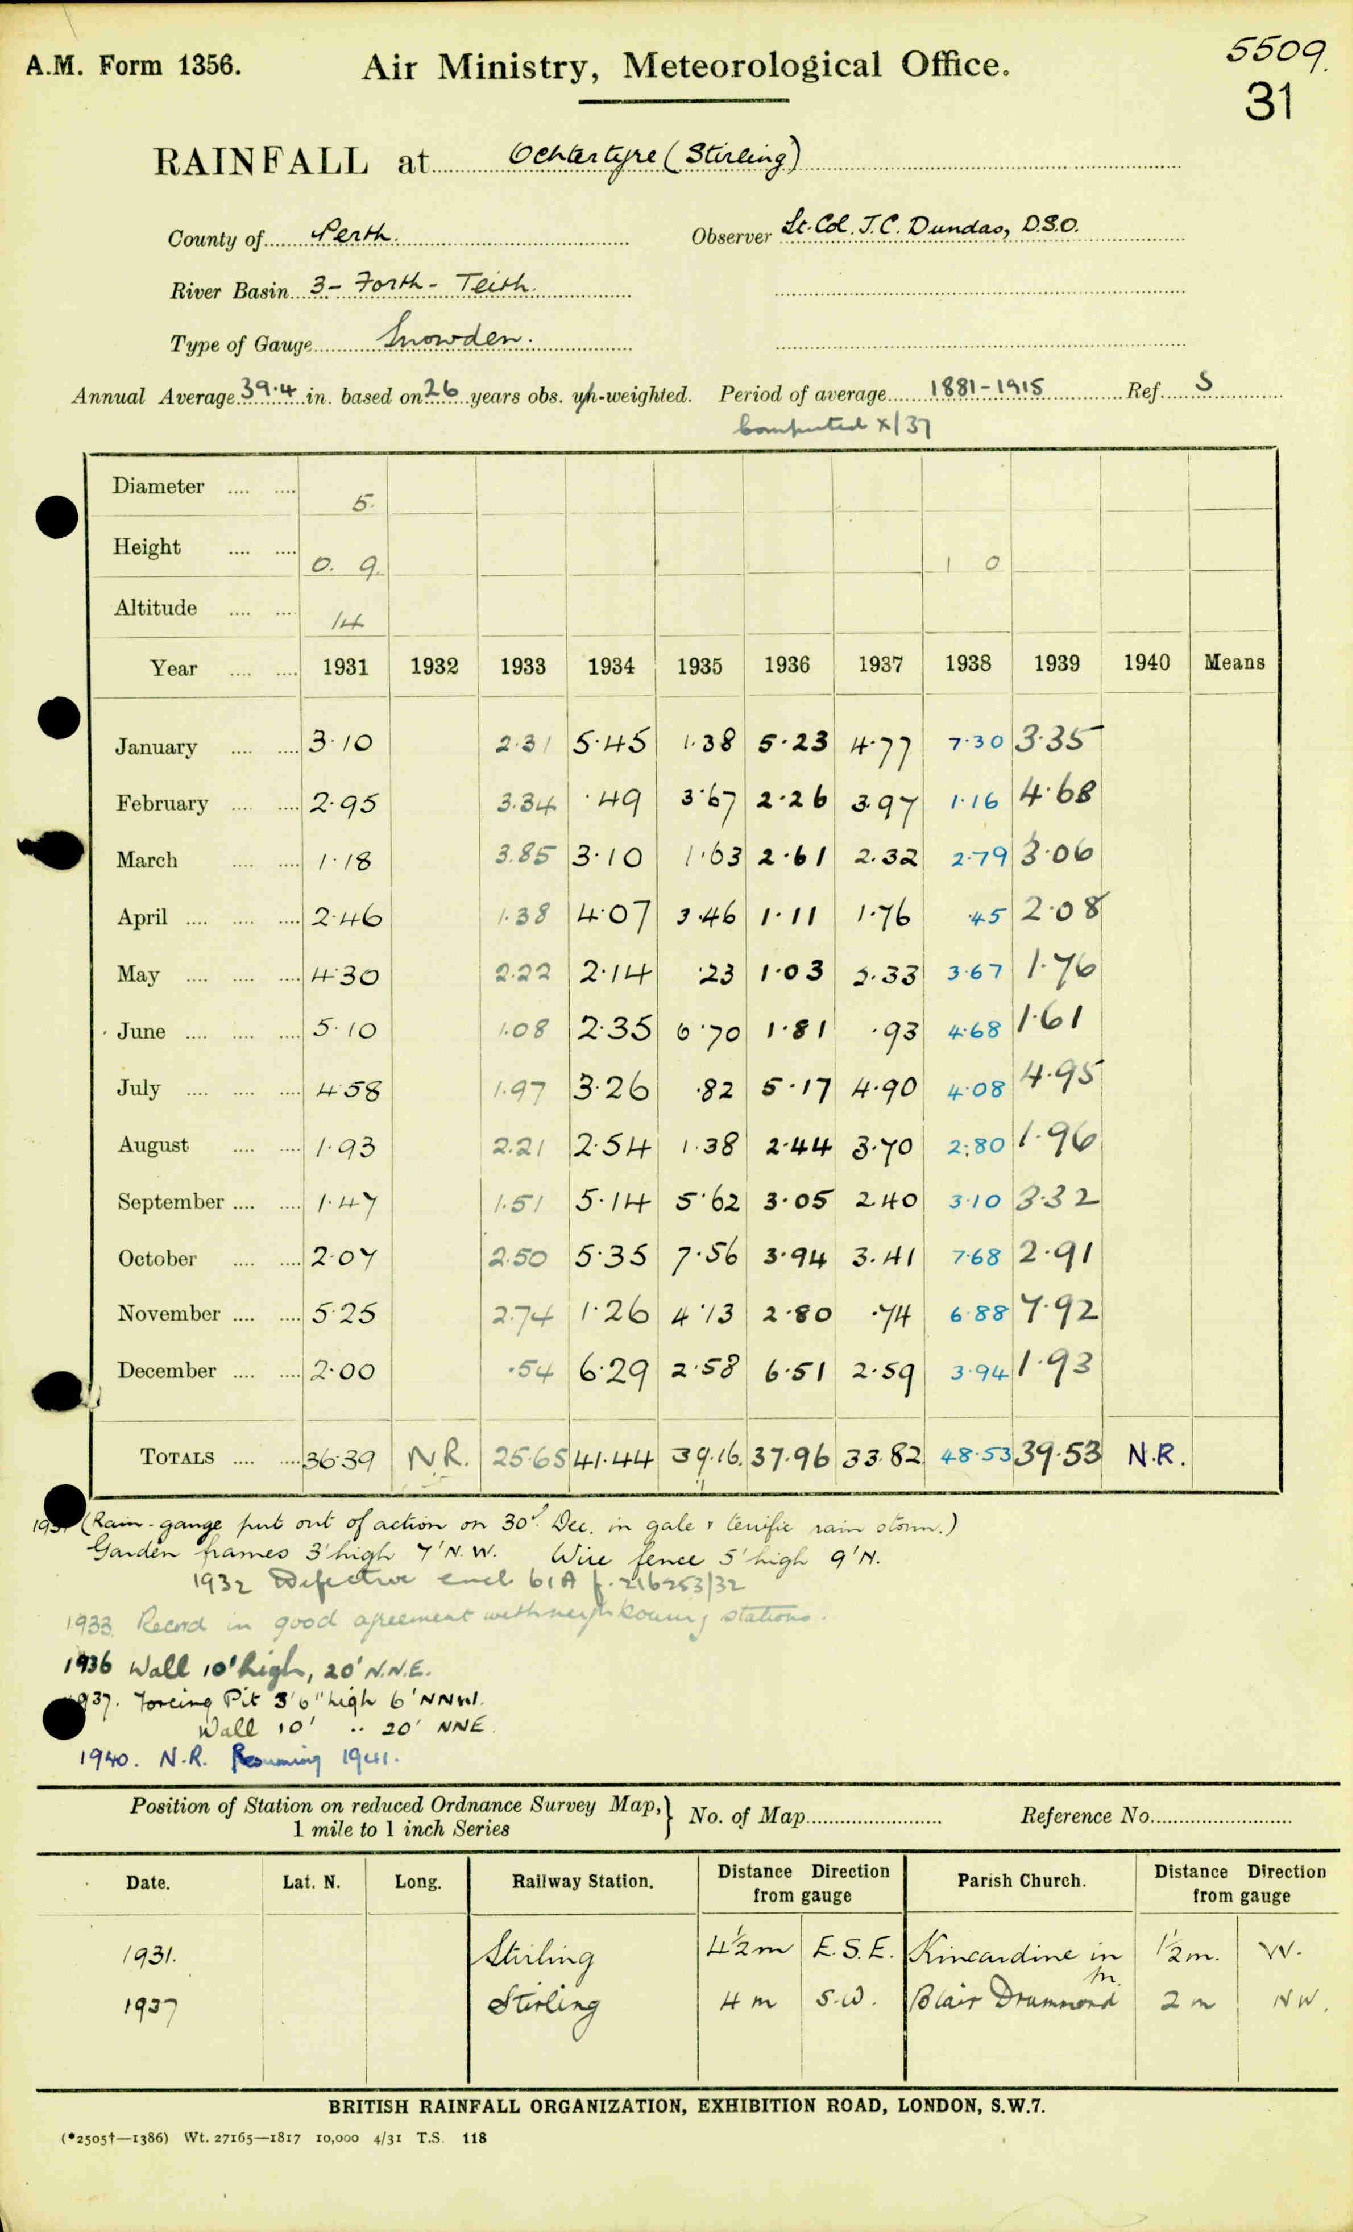 A.M. Form 1356. Air Ministry, Meteorological Office. 5509.
31
RAINFALL at Ochtertyre (Stirling)
County of Perth. Observer Lt. Col. J.C. Dundas, D.S.O.
River Basin 3 - Forth - Teith.
Type of Gauge Snowden.
Annual Average 39.4 in. based on 26 years obs. -weighted. Period of average 1881-1915 Ref. S
Computed x/37
Diameter 5.
Height 0. 9. 1 0
Altitude 14
Year 1931 1932 1933 1934 1935 1936 1937 1938 1939 1940 Means
January 3.10 2.31 5.45 1.38 5.23 4.77 7.30 3.35
February 2.95 3.34 .49 3.67 2.26 3.97 1.16 4.68
March 1.18 3.85 3.10 1.63 2.61 2.32 2.79 3.06
April 2.46 1.38 4.07 3.46 1.11 1.76 .45 2.08
May 4.30 2.22 2.14 .23 1.03 2.33 3.67 1.76
June 5.10 1.08 2.35 6.70 1.81 .93 4.68 1.61
July 4.58 1.97 3.26 .82 5.17 4.90 4.08 4.95
August 1.93 2.21 2.54 1.38 2.44 3.70 2.80 1.96
September 1.47 1.51 5.14 5.62 3.05 2.40 3.10 3.32
October 2.07 2.50 5.35 7.56 3.94 3.41 7.68 2.91
November 5.25 2.74 1.26 4.13 2.80 .74 6.88 7.92
December 2.00 .54 6.29 2.58 6.51 2.59 3.94 1.93
TOTALS 36.39 N.R. 25.65 41.44 39.16. 37.96 33.82 48.53 39.53 N.R.
(Rain-gauge put out of action on 30th Dec. in gale & terrific rain storm.)
Garden frames 3' high 7' N.W. Wire fence 5' high 9' N.
1932 Defective encl 61A f. 216253/32
1933. Record in good agreement with neighbouring stations.
1936 Wall 10' high, 20' N.N.E.
1937. Forcing Pit 3'6" high 6' NNW.
Wall 10' .. 20' NNE.
1940. N.R. Resuming 1941.
Position of Station on reduced Ordnance Survey Map, } No. of Map Reference No.
1 mile to 1 inch Series
Date. Lat. N. Long. Railway Station. Distance Direction from gauge Parish Church. Distance Direction from gauge
1931. Stirling 4½m E.S.E. Kincardine in M. ½m. W.
1937 Stirling 4 m S.W. Blair Drummond 2 m NW.
BRITISH RAINFALL ORGANIZATION, EXHIBITION ROAD, LONDON, S.W.7.
(*2505†—1386) Wt. 27165—1817 10,000 4/31 T.S. 118